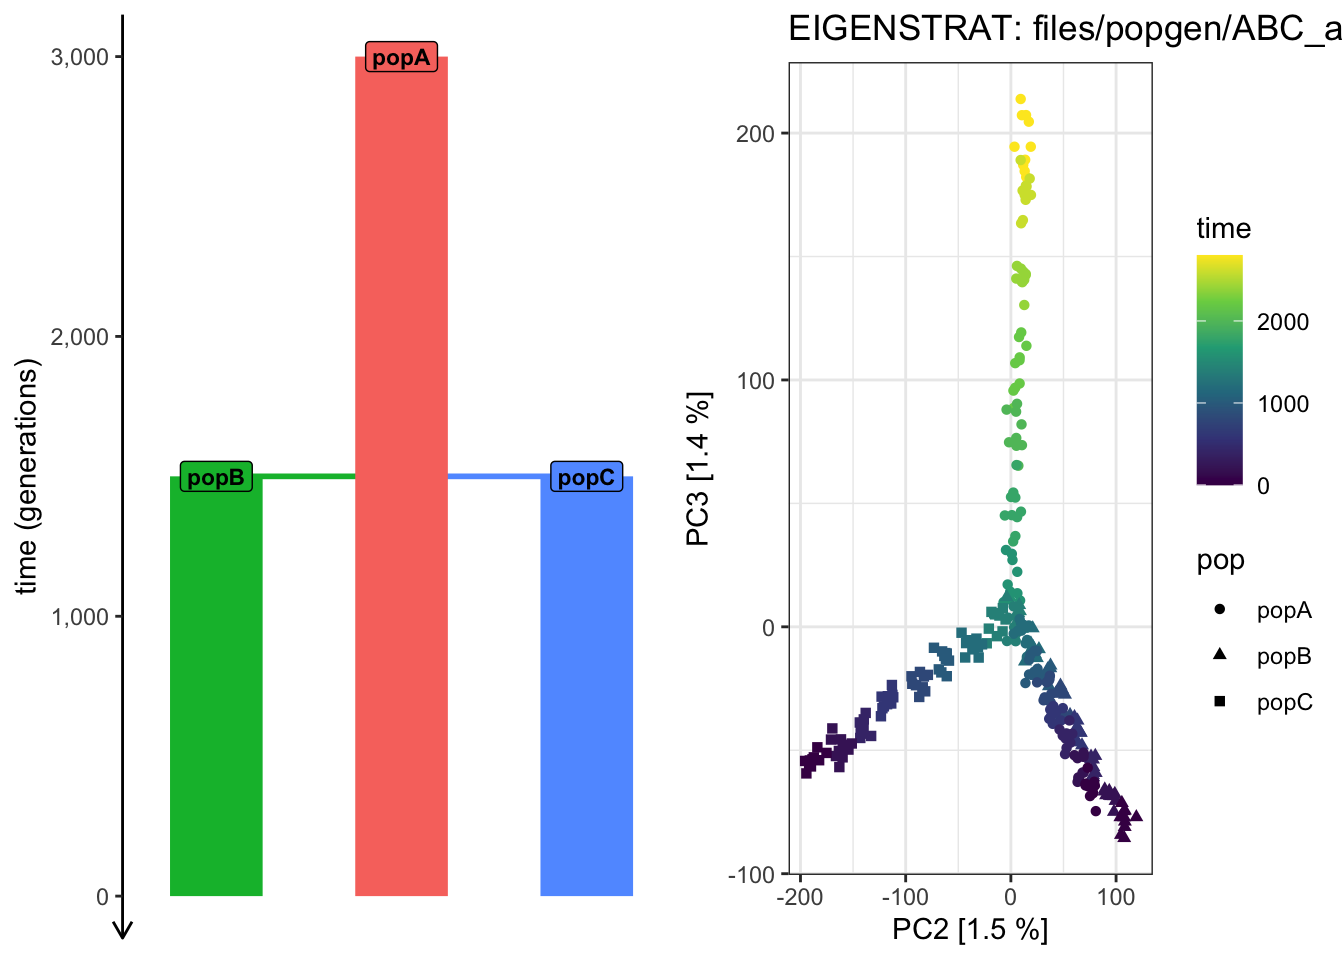 3,000
2,000
1,000
0
time (generations)
popA
popB
popC
EIGENSTRAT: files/popgen/ABC_a
200
100
0
-100
-200
-100
0
100
PC3 [1.4 %]
PC2 [1.5 %]
time
2000
1000
0
pop
popA
popB
popC